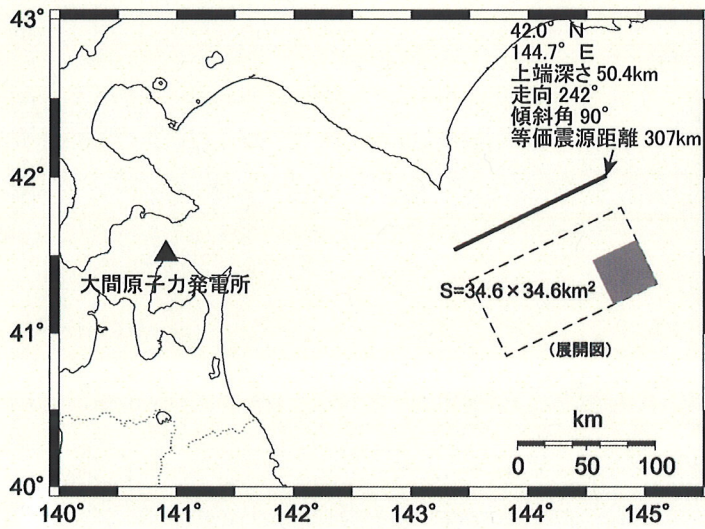 43°
42.0° N
144.7° E
上端深さ 50.4km
走向 242°
傾斜角 90°
等価震源距離 307km
42°
大間原子力発電所
S=34.6×34.6km²
41°
(展開図)
km
0 50 100
40°
140° 141° 142° 143° 144° 145°